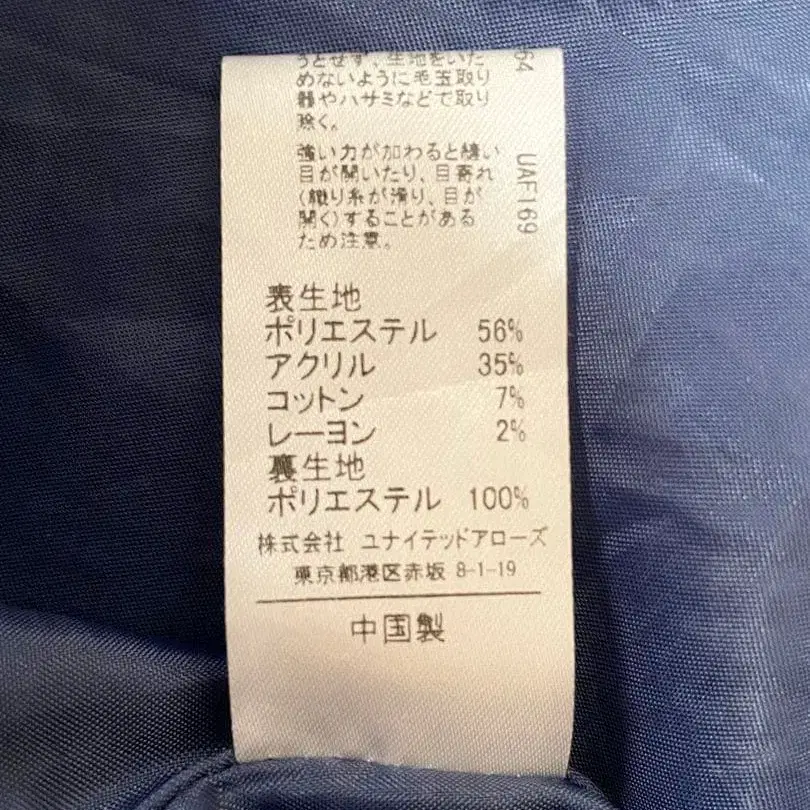 うとせず、生地をいた
めないように毛玉取り
器やハサミなどで取り
除く。
強い力が加わると縫い
目が開いたり、目寄れ
(織り糸が滑り、目が
開く)することがある
ため注意。
64
UAF169
表生地
ポリエステル 56%
アクリル 35%
コットン 7%
レーヨン 2%
裏生地
ポリエステル 100%
株式会社 ユナイテッドアローズ
東京都港区赤坂 8-1-19
中国製